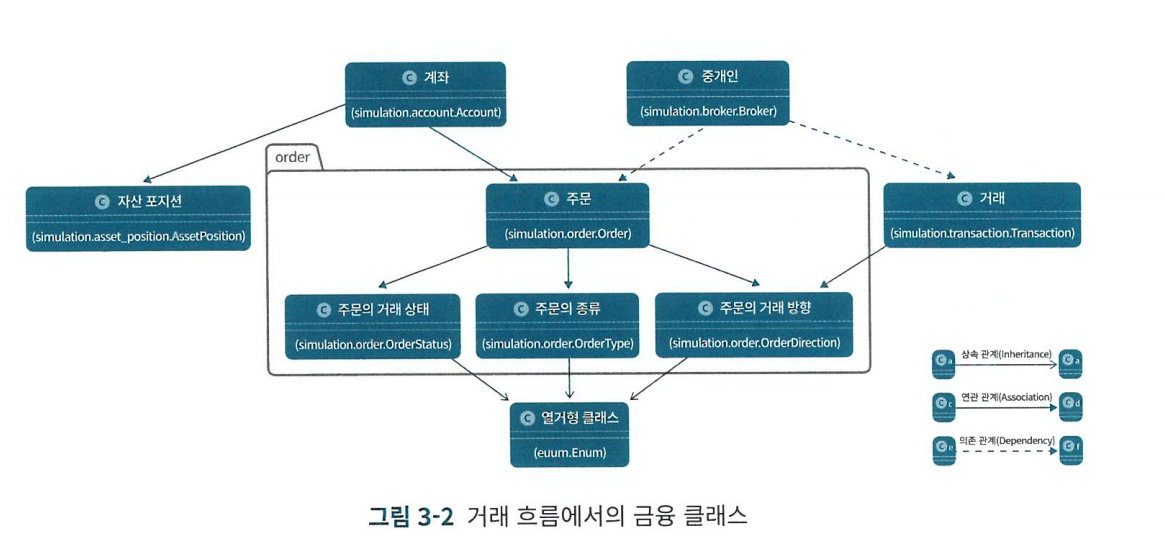 C 계좌
(simulation.account.Account)
C 중개인
(simulation.broker.Broker)
order
C 자산 포지션
(simulation.asset_position.AssetPosition)
C 주문
(simulation.order.Order)
C 거래
(simulation.transaction.Transaction)
C 주문의 거래 상태
(simulation.order.OrderStatus)
C 주문의 종류
(simulation.order.OrderType)
C 주문의 거래 방향
(simulation.order.OrderDirection)
C 열거형 클래스
(euum.Enum)
C a 상속 관계(Inheritance) C a
C c 연관 관계(Association) C d
C e 의존 관계(Dependency) C f
그림 3-2 거래 흐름에서의 금융 클래스